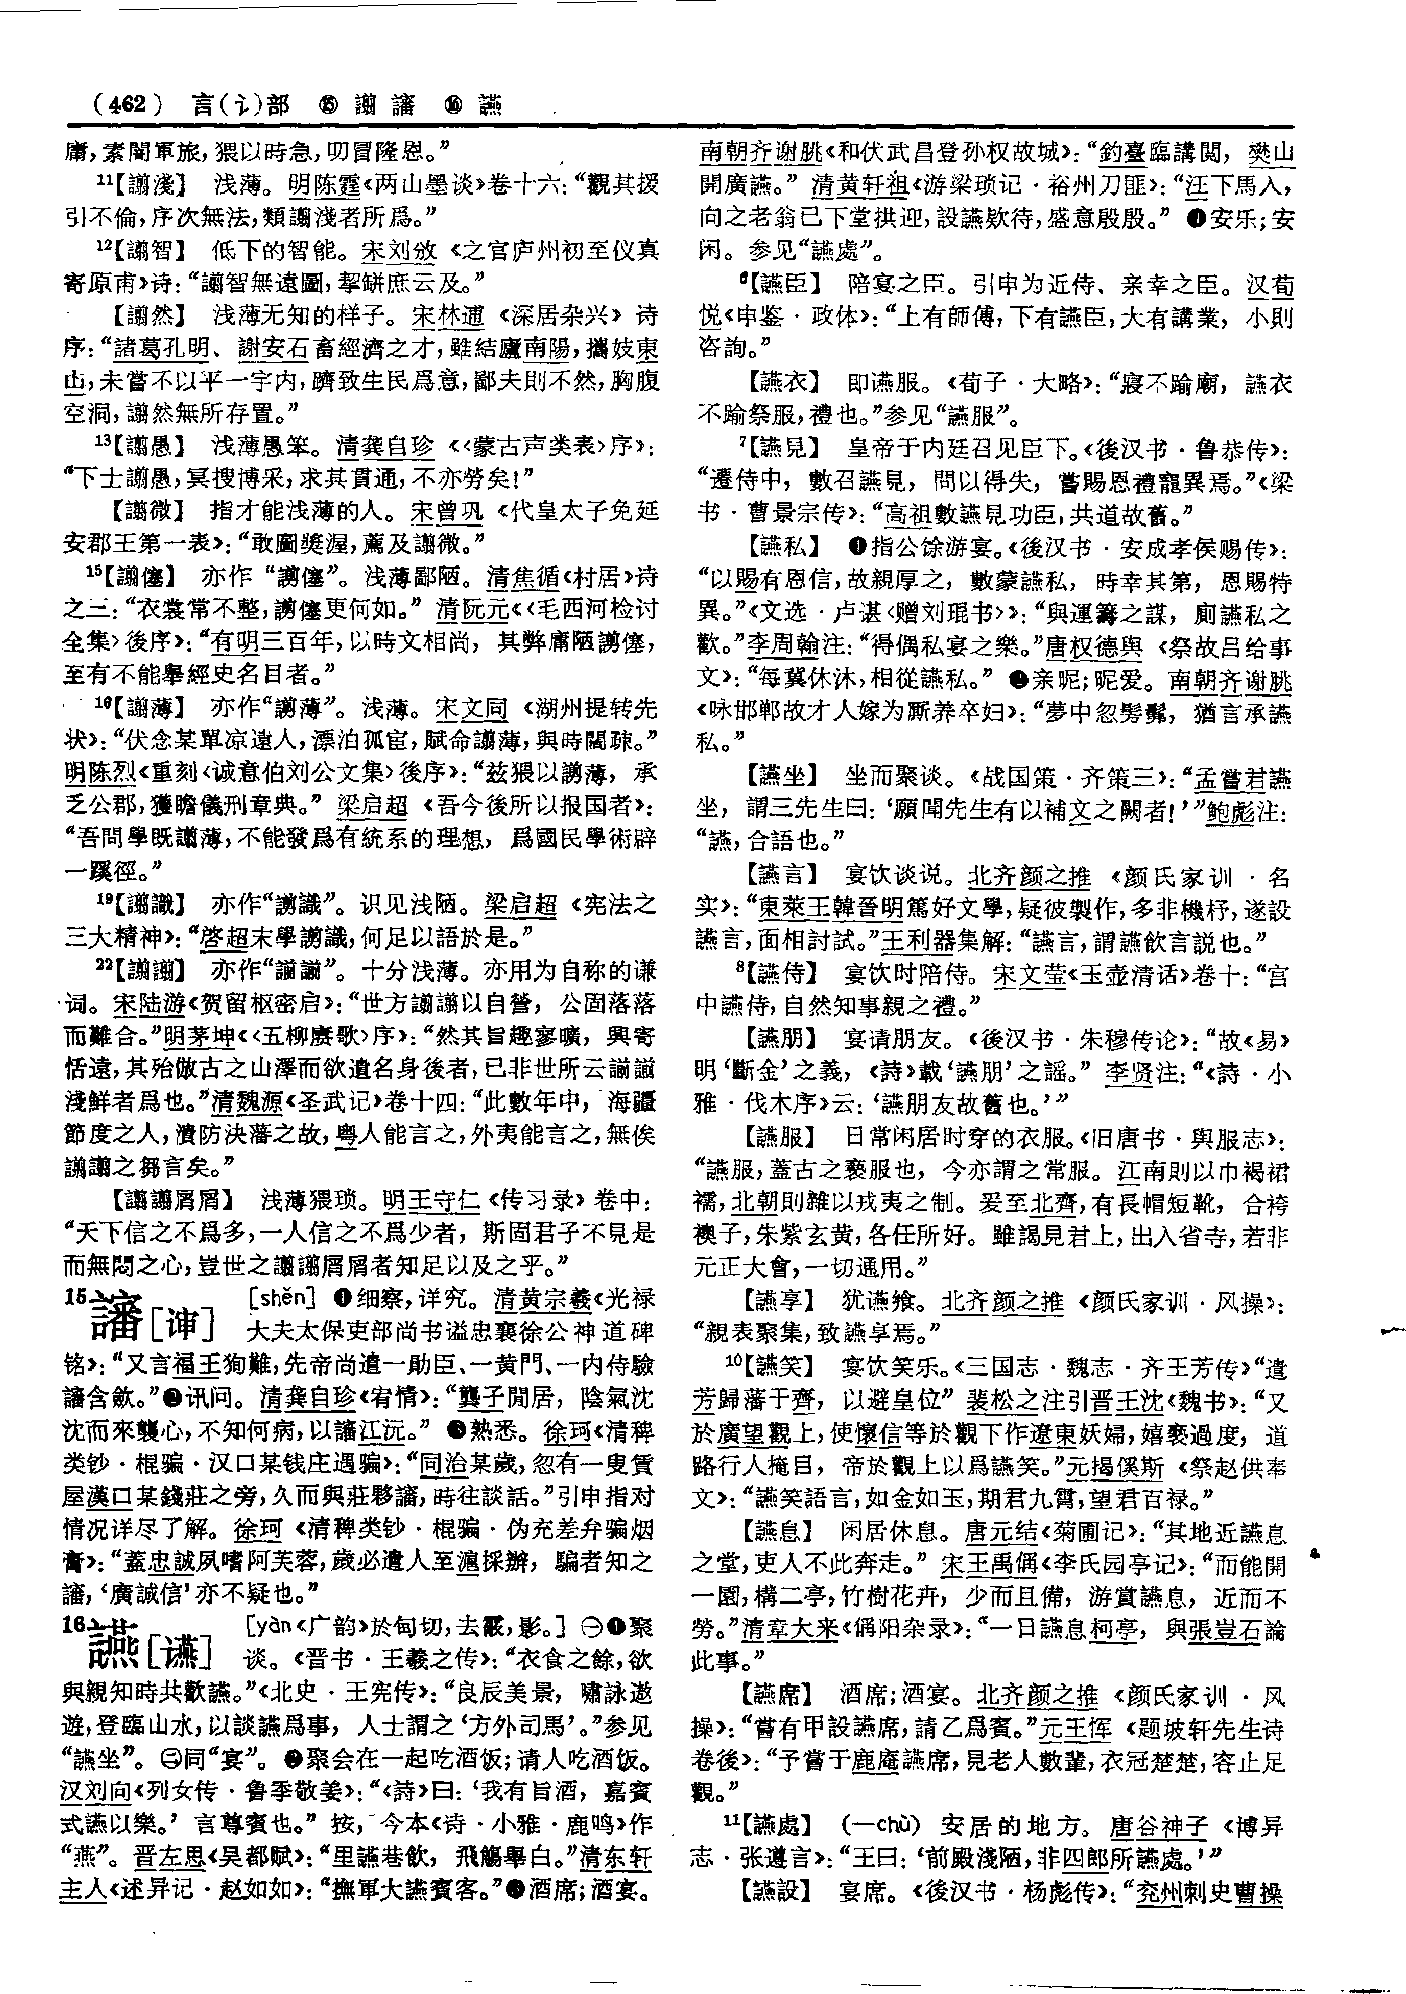 (462) 言(讠)部 ⑮ 謭 讅 ⑯ 讌
庸,素闇軍旅,猥以時急,叨冒隆恩。”
11【謭淺】 浅薄。明陈霆《两山墨谈》卷十六:“觀其援
引不倫,序次無法,類謭淺者所爲。”
12【謭智】 低下的智能。宋刘攽《之官庐州初至仪真
寄原甫》诗:“謭智無遠圖,挈缾庶云及。”
【謭然】 浅薄无知的样子。宋林逋《深居杂兴》诗
序:“諸葛孔明、謝安石畜經濟之才,雖結廬南陽,攜妓東
山,未嘗不以平一宇内,躋致生民爲意,鄙夫則不然,胸腹
空洞,謭然無所存置。”
13【謭愚】 浅薄愚笨。清龚自珍《〈蒙古声类表〉序》:
“下士謭愚,冥搜博采,求其貫通,不亦勞矣!”
【謭微】 指才能浅薄的人。宋曾巩《代皇太子免延
安郡王第一表》:“敢圖獎渥,薦及謭微。”
15【謭僿】 亦作“譾僿”。浅薄鄙陋。清焦循《村居》诗
之三:“衣裳常不整,譾僿更何如。”清阮元《〈毛西河检讨
全集〉後序》:“有明三百年,以時文相尚,其弊庸陋譾僿,
至有不能舉經史名目者。”
16【謭薄】 亦作“譾薄”。浅薄。宋文同《湖州提转先
状》:“伏念某單凉遠人,漂泊孤宦,賦命謭薄,與時闊疎。”
明陈烈《重刻〈诚意伯刘公文集〉後序》:“兹猥以譾薄,承
乏公郡,獲瞻儀刑章典。”梁启超《吾今後所以报国者》:
“吾問學既譾薄,不能發爲有統系的理想,爲國民學術辟
一蹊徑。”
19【謭識】 亦作“譾識”。识见浅陋。梁启超《宪法之
三大精神》:“啓超末學譾識,何足以語於是。”
22【謭謭】 亦作“譾譾”。十分浅薄。亦用为自称的谦
词。宋陆游《贺留枢密启》:“世方謭謭以自營,公固落落
而難合。”明茅坤《〈五柳赓歌〉序》:“然其旨趣寥曠,興寄
恬遠,其殆倣古之山澤而欲遺名身後者,已非世所云譾譾
淺鮮者爲也。”清魏源《圣武记》卷十四:“此數年中,海疆
節度之人,潰防決藩之故,粤人能言之,外夷能言之,無俟
謭謭之芻言矣。”
【謭謭屑屑】 浅薄猥琐。明王守仁《传习录》卷中:
“天下信之不爲多,一人信之不爲少者,斯固君子不見是
而無悶之心,豈世之謭謭屑屑者知足以及之乎。”
15讅[谉] [shěn] ❶细察,详究。清黄宗羲《光禄
大夫太保吏部尚书谥忠襄徐公神道碑
铭》:“又言福王狥難,先帝尚遣一勛臣、一黄門、一内侍驗
讅含斂。”❷讯问。清龚自珍《宥情》:“龔子閒居,陰氣沈
沈而來襲心,不知何病,以讅江沅。”❸熟悉。徐珂《清稗
类钞·棍骗·汉口某钱庄遇骗》:“同治某歲,忽有一叟賃
屋漢口某錢莊之旁,久而與莊夥讅,時往談話。”引申指对
情况详尽了解。徐珂《清稗类钞·棍骗·伪充差弁骗烟
膏》:“蓋忠誠夙嗜阿芙蓉,歲必遣人至滬採辦,騙者知之
讅,‘廣誠信’亦不疑也。”
16讌[䜩] [yàn《广韵》於甸切,去霰,影。] ㊀❶聚
谈。《晋书·王羲之传》:“衣食之餘,欲
與親知時共歡讌。”《北史·王宪传》:“良辰美景,嘯詠遨
遊,登臨山水,以談讌爲事,人士謂之‘方外司馬’。”参见
“讌坐”。㊁同“宴”。❶聚会在一起吃酒饭;请人吃酒饭。
汉刘向《列女传·鲁季敬姜》:“《詩》曰:‘我有旨酒,嘉賓
式讌以樂。’言尊賓也。”按,今本《诗·小雅·鹿鸣》作
“燕”。晋左思《吴都赋》:“里讌巷飲,飛觴舉白。”清东轩
主人《述异记·赵如如》:“撫軍大讌賓客。”❷酒席;酒宴。
南朝齐谢朓《和伏武昌登孙权故城》:“釣臺臨講閲,樊山
開廣讌。”清黄轩祖《游梁琐记·裕州刀匪》:“汪下馬入,
向之老翁已下堂拱迎,設讌欵待,盛意殷殷。”❸安乐;安
闲。参见“讌處”。
6【讌臣】 陪宴之臣。引申为近侍、亲幸之臣。汉荀
悦《申鉴·政体》:“上有師傅,下有讌臣,大有講業,小則
咨詢。”
【讌衣】 即䜩服。《荀子·大略》:“寢不踰廟,讌衣
不踰祭服,禮也。”参见“讌服”。
7【讌見】 皇帝于内廷召见臣下。《後汉书·鲁恭传》:
“遷侍中,數召讌見,問以得失,嘗賜恩禮寵異焉。”《梁
书·曹景宗传》:“高祖數讌見功臣,共道故舊。”
【讌私】 ❶指公馀游宴。《後汉书·安成孝侯赐传》:
“以賜有恩信,故親厚之,數蒙讌私,時幸其第,恩賜特
異。”《文选·卢谌〈赠刘琨书〉》:“與運籌之謀,厠讌私之
歡。”李周翰注:“得偶私宴之樂。”唐权德舆《祭故吕给事
文》:“每冀休沐,相從讌私。”❷亲昵;昵爱。南朝齐谢朓
《咏邯郸故才人嫁为厮养卒妇》:“夢中忽髣髴,猶言承讌
私。”
【讌坐】 坐而聚谈。《战国策·齐策三》:“孟嘗君讌
坐,謂三先生曰:‘願聞先生有以補文之闕者!’”鲍彪注:
“讌,合語也。”
【讌言】 宴饮谈说。北齐颜之推《颜氏家训·名
实》:“東萊王韓晉明篤好文學,疑彼製作,多非機杼,遂設
讌言,面相討試。”王利器集解:“讌言,謂讌飲言説也。”
8【讌侍】 宴饮时陪侍。宋文莹《玉壶清话》卷十:“宫
中讌侍,自然知事親之禮。”
【讌朋】 宴请朋友。《後汉书·朱穆传论》:“故《易》
明‘斷金’之義,《詩》載‘讌朋’之謡。”李贤注:“《詩·小
雅·伐木序》云:‘讌朋友故舊也。’”
【讌服】 日常闲居时穿的衣服。《旧唐书·舆服志》:
“讌服,蓋古之褻服也,今亦謂之常服。江南則以巾褐裙
襦,北朝則雜以戎夷之制。爰至北齊,有長帽短靴,合袴
襖子,朱紫玄黄,各任所好。雖謁見君上,出入省寺,若非
元正大會,一切通用。”
【讌享】 犹䜩飨。北齐颜之推《颜氏家训·风操》:
“親表聚集,致讌享焉。”
10【讌笑】 宴饮笑乐。《三国志·魏志·齐王芳传》“遣
芳歸藩于齊,以避皇位”裴松之注引晋王沈《魏书》:“又
於廣望觀上,使懷信等於觀下作遼東妖婦,嬉褻過度,道
路行人掩目,帝於觀上以爲讌笑。”元揭傒斯《祭赵供奉
文》:“讌笑語言,如金如玉,期君九霄,望君百禄。”
【讌息】 闲居休息。唐元结《菊圃记》:“其地近讌息
之堂,吏人不此奔走。”宋王禹偁《李氏园亭记》:“而能開
一園,構二亭,竹樹花卉,少而且備,游賞讌息,近而不
勞。”清章大来《偁阳杂录》:“一日讌息柯亭,與張豈石論
此事。”
【讌席】 酒席;酒宴。北齐颜之推《颜氏家训·风
操》:“嘗有甲設讌席,請乙爲賓。”元王恽《题坡轩先生诗
卷後》:“予嘗于鹿庵讌席,見老人數輩,衣冠楚楚,容止足
觀。”
11【讌處】 (—chù) 安居的地方。唐谷神子《博异
志·张遵言》:“王曰:‘前殿淺陋,非四郎所讌處。’”
【讌設】 宴席。《後汉书·杨彪传》:“兖州刺史曹操